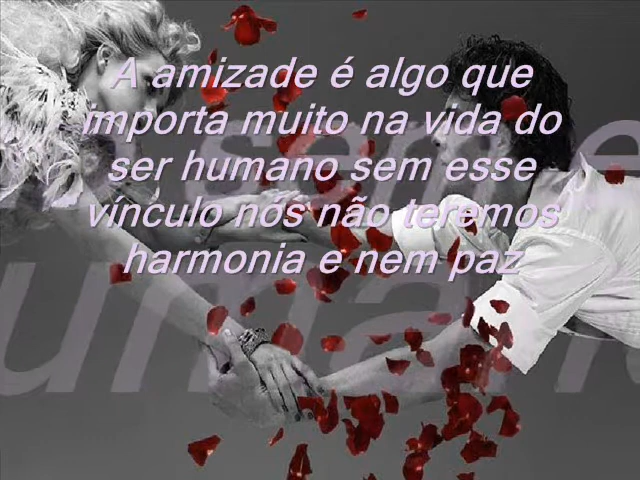 A amizade é algo que
importa muito na vida do
ser humano sem esse
vínculo nós não teremos
harmonia e nem paz